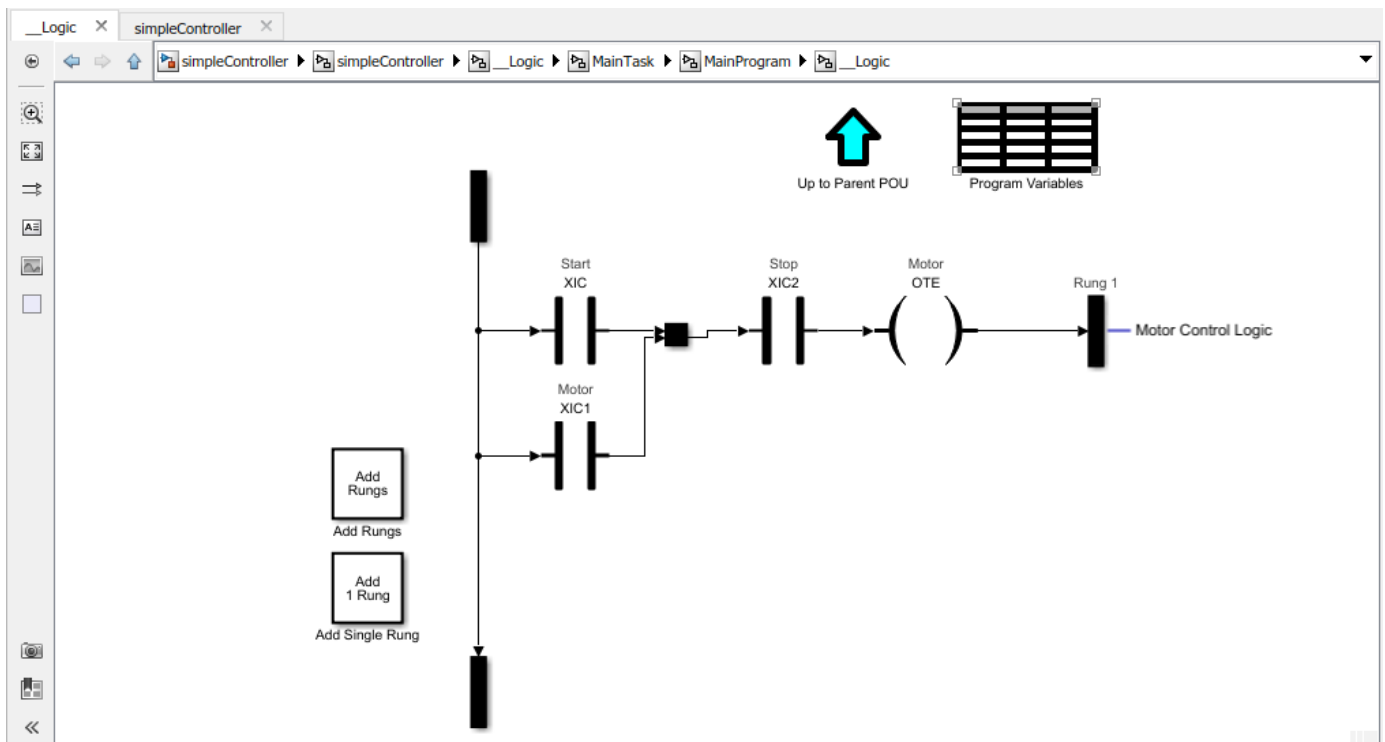 __Logic
simpleController
simpleController
simpleController
__Logic
MainTask
MainProgram
__Logic
Up to Parent POU
Program Variables
Start
XIC
Stop
XIC2
Motor
OTE
Rung 1
Motor Control Logic
Motor
XIC1
Add
Rungs
Add Rungs
Add
1 Rung
Add Single Rung